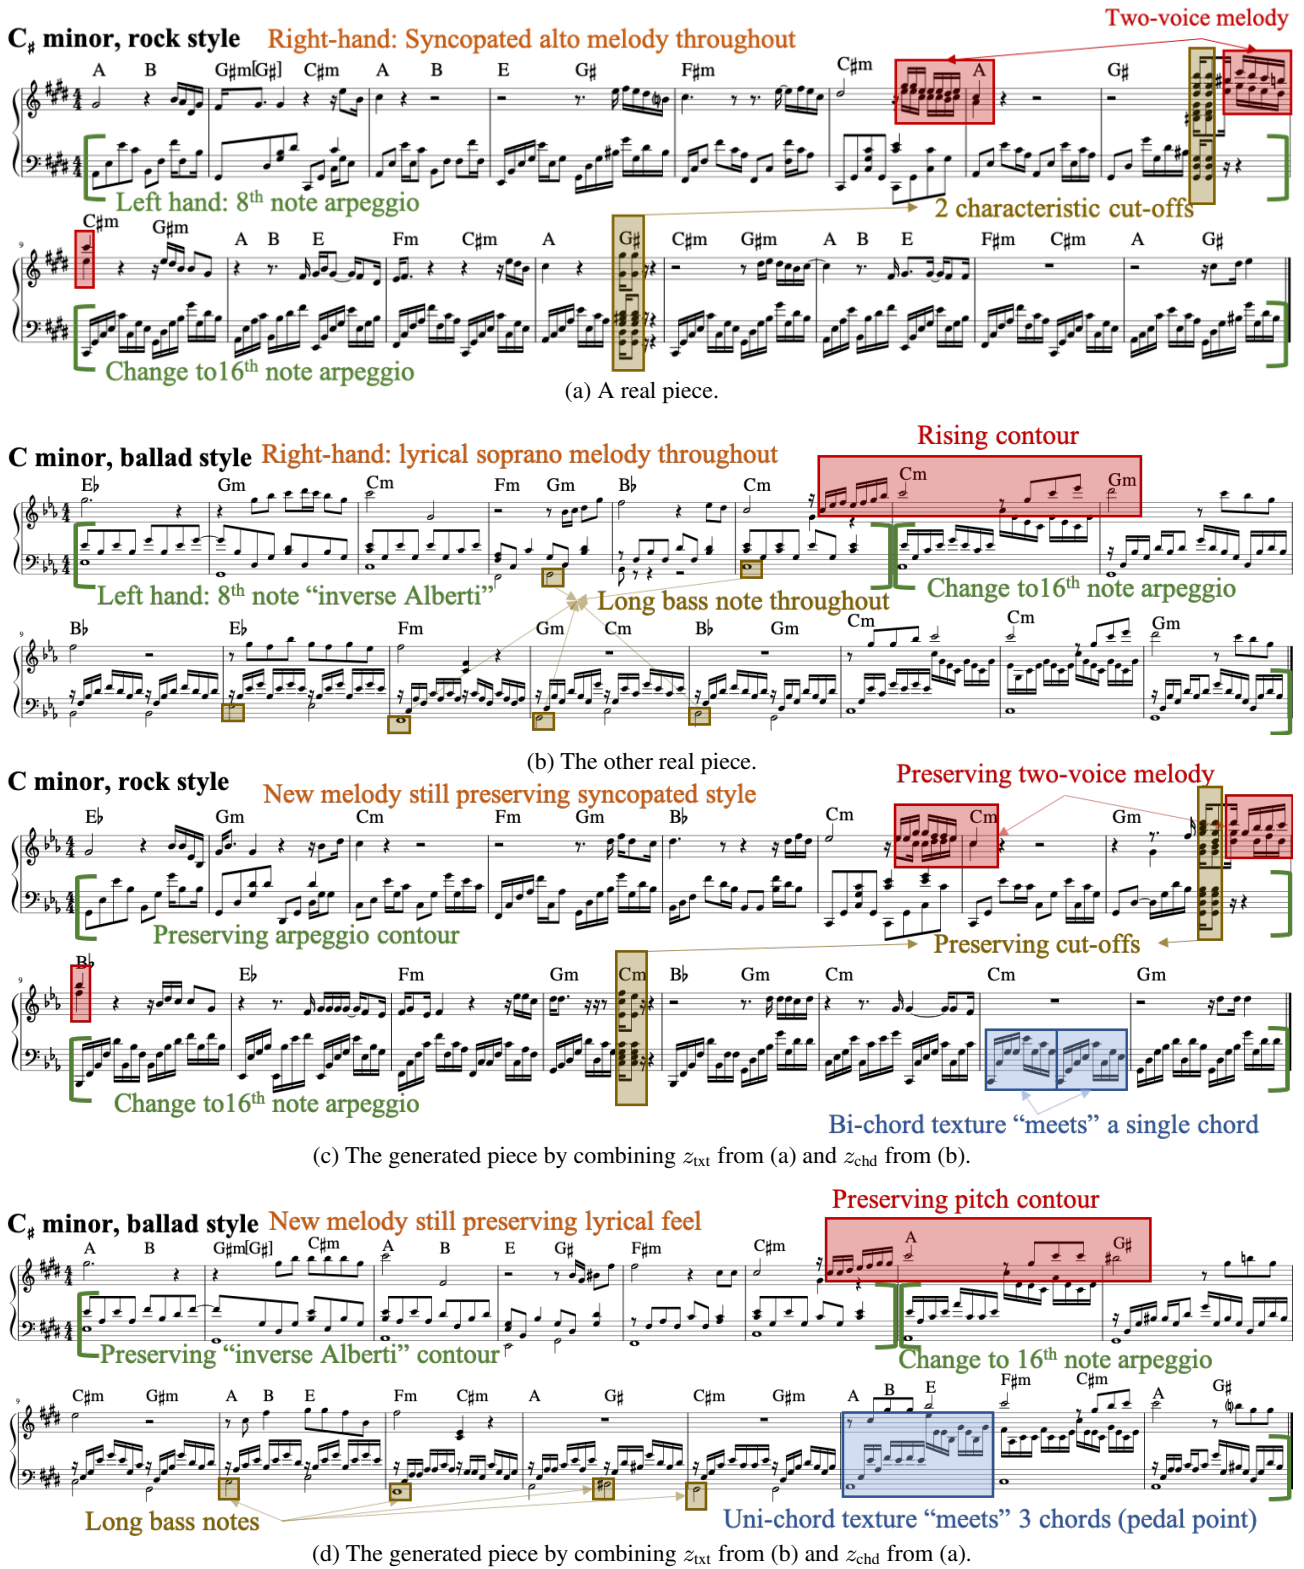 Two-voice melody
C♯ minor, rock style Right-hand: Syncopated alto melody throughout
A B G♯m[G♯] C♯m A B E G♯ F♯m C♯m A G♯
Left hand: 8th note arpeggio
2 characteristic cut-offs
9 C♯m G♯m A B E Fm C♯m A G♯ C♯m G♯m A B E F♯m C♯m A G♯
Change to16th note arpeggio
(a) A real piece.
Rising contour
C minor, ballad style Right-hand: lyrical soprano melody throughout
E♭ Gm Cm Fm Gm B♭ Cm Cm Gm
Left hand: 8th note “inverse Alberti”
Long bass note throughout
Change to16th note arpeggio
9 B♭ E♭ Fm Gm Cm B♭ Gm Cm Cm Gm
(b) The other real piece.
C minor, rock style
Preserving two-voice melody
New melody still preserving syncopated style
E♭ Gm Cm Fm Gm B♭ Cm Cm Gm
Preserving arpeggio contour
Preserving cut-offs
9 B♭ E♭ Fm Gm Cm B♭ Gm Cm Cm Gm
Change to16th note arpeggio
Bi-chord texture “meets” a single chord
(c) The generated piece by combining ztxt from (a) and zchd from (b).
Preserving pitch contour
C♯ minor, ballad style New melody still preserving lyrical feel
A B G♯m[G♯] C♯m A B E G♯ F♯m C♯m A G♯
Preserving “inverse Alberti” contour
Change to 16th note arpeggio
9 C♯m G♯m A B E Fm C♯m A G♯ C♯m G♯m A B E F♯m C♯m A G♯
Long bass notes
Uni-chord texture “meets” 3 chords (pedal point)
(d) The generated piece by combining ztxt from (b) and zchd from (a).